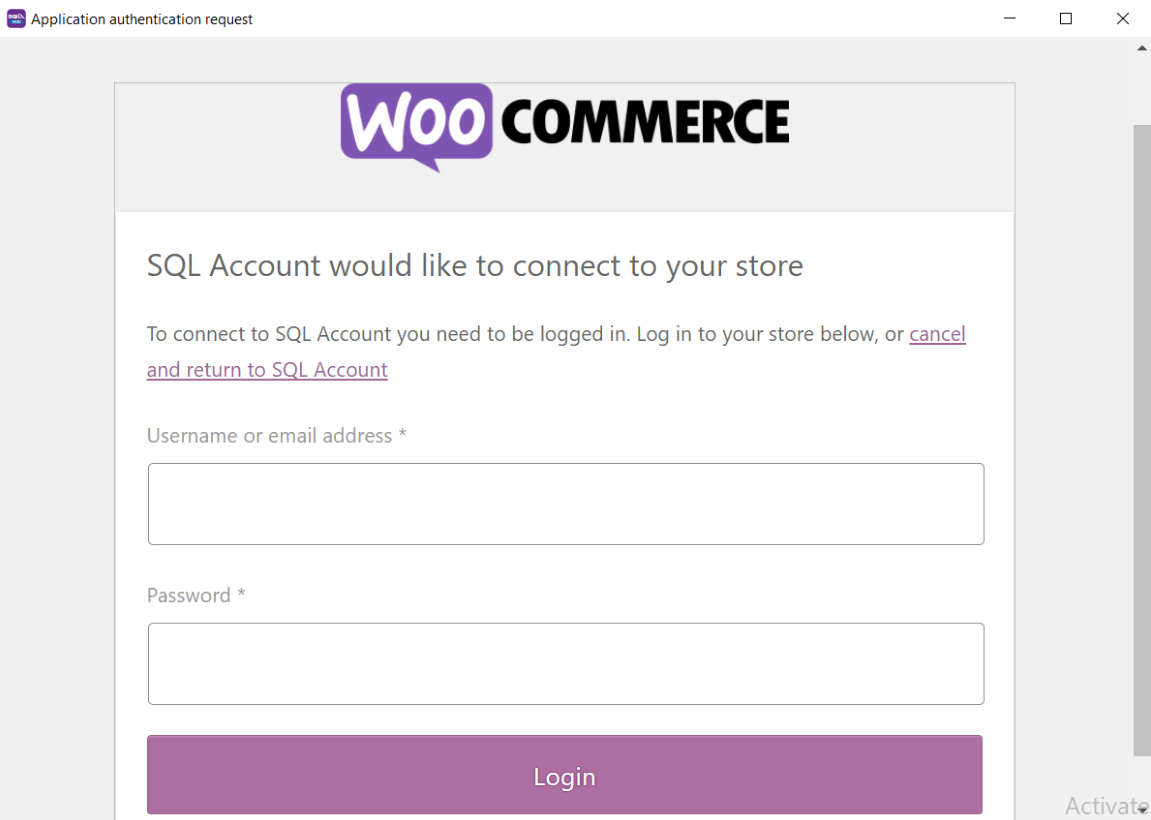 Application authentication request
WOO COMMERCE
SQL Account would like to connect to your store
To connect to SQL Account you need to be logged in. Log in to your store below, or cancel
and return to SQL Account
Username or email address *
Password *
Login
Activate